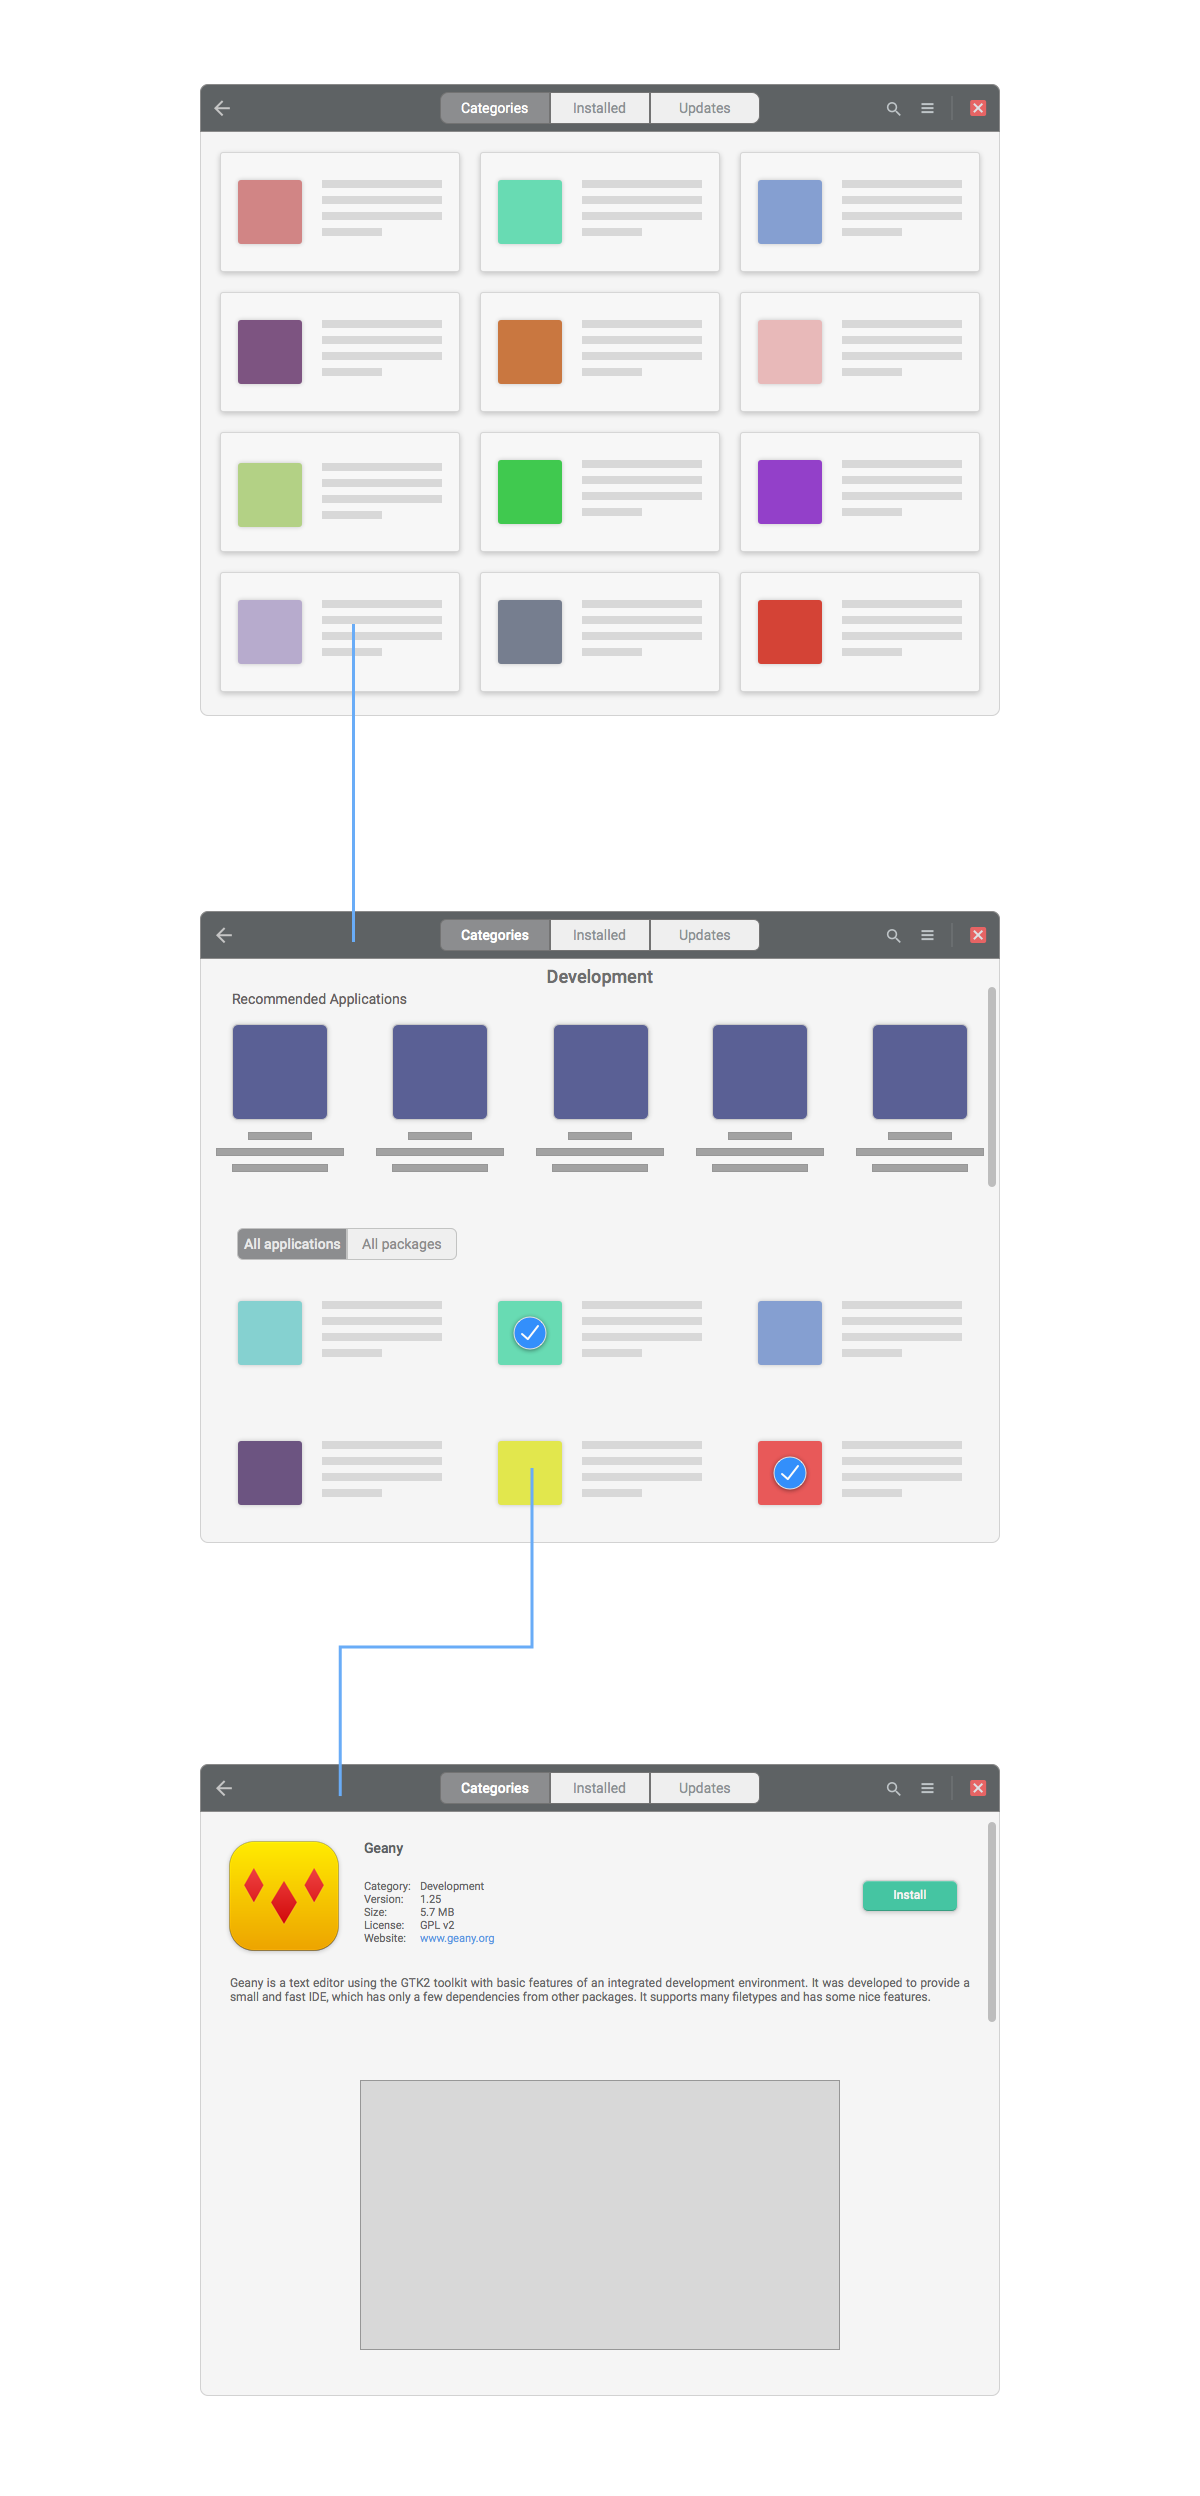 Categories Installed Updates
Categories Installed Updates
Development
Recommended Applications
All applications All packages
Categories Installed Updates
Geany
Category: Development
Version: 1.25
Size: 5.7 MB
License: GPL v2
Website: www.geany.org
Install
Geany is a text editor using the GTK2 toolkit with basic features of an integrated development environment. It was developed to provide a
small and fast IDE, which has only a few dependencies from other packages. It supports many filetypes and has some nice features.